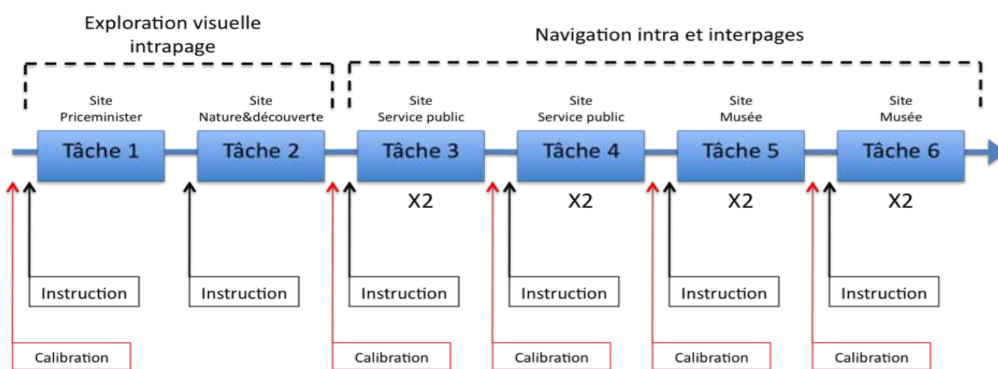 Exploration visuelle
intrapage
Navigation intra et interpages
Site
Priceminister
Site
Nature&découverte
Site
Service public
Site
Service public
Site
Musée
Site
Musée
Tâche 1
Tâche 2
Tâche 3
Tâche 4
Tâche 5
Tâche 6
X2
X2
X2
X2
Instruction
Instruction
Instruction
Instruction
Instruction
Instruction
Calibration
Calibration
Calibration
Calibration
Calibration